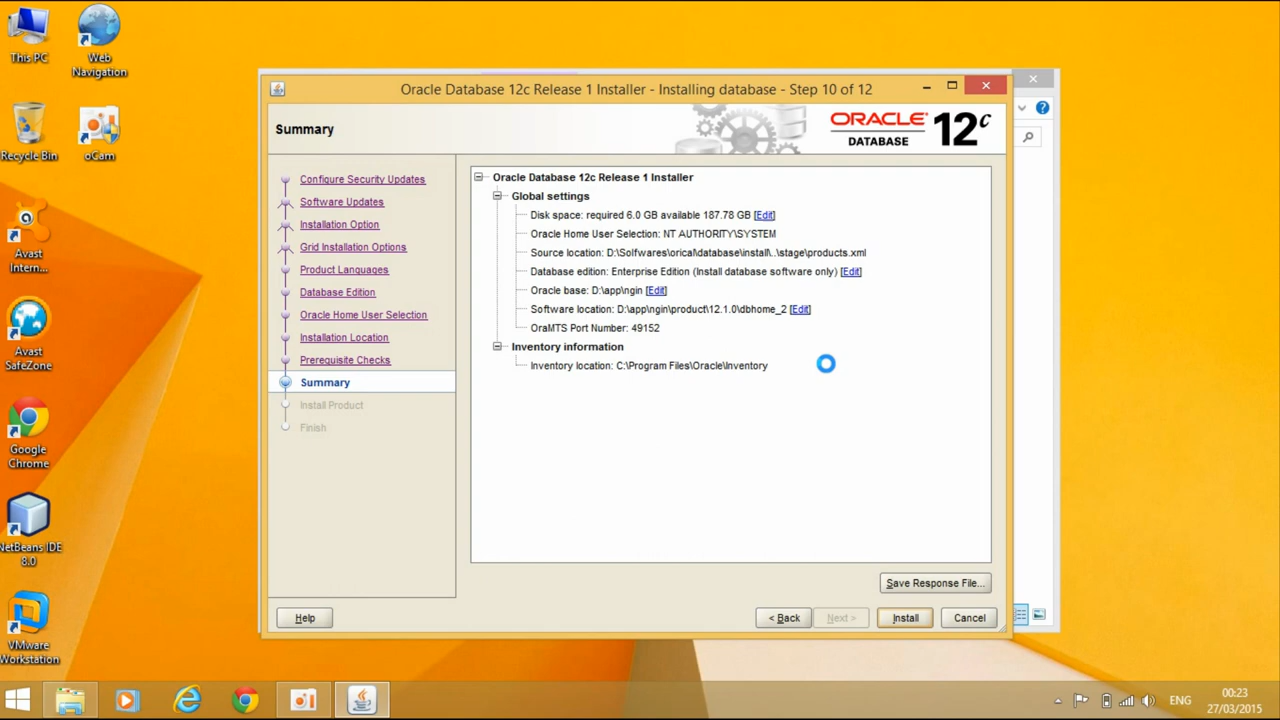 This PC
Web
Navigation
Recycle Bin
oCam
Avast
Intern...
Avast
SafeZone
Google
Chrome
NetBeans IDE
8.0
VMware
Workstation
Oracle Database 12c Release 1 Installer - Installing database - Step 10 of 12
Summary
ORACLE
DATABASE
12c
Configure Security Updates
Software Updates
Installation Option
Grid Installation Options
Product Languages
Database Edition
Oracle Home User Selection
Installation Location
Prerequisite Checks
Summary
Install Product
Finish
Oracle Database 12c Release 1 Installer
Global settings
Disk space: required 6.0 GB available 187.78 GB [Edit]
Oracle Home User Selection: NT AUTHORITY\SYSTEM
Source location: D:\Solfwares\orical\database\install\..\stage\products.xml
Database edition: Enterprise Edition (Install database software only) [Edit]
Oracle base: D:\app\ngin [Edit]
Software location: D:\app\ngin\product\12.1.0\dbhome_2 [Edit]
OraMTS Port Number: 49152
Inventory information
Inventory location: C:\Program Files\Oracle\Inventory
Save Response File...
Help
< Back
Next >
Install
Cancel
ENG
00:23
27/03/2015